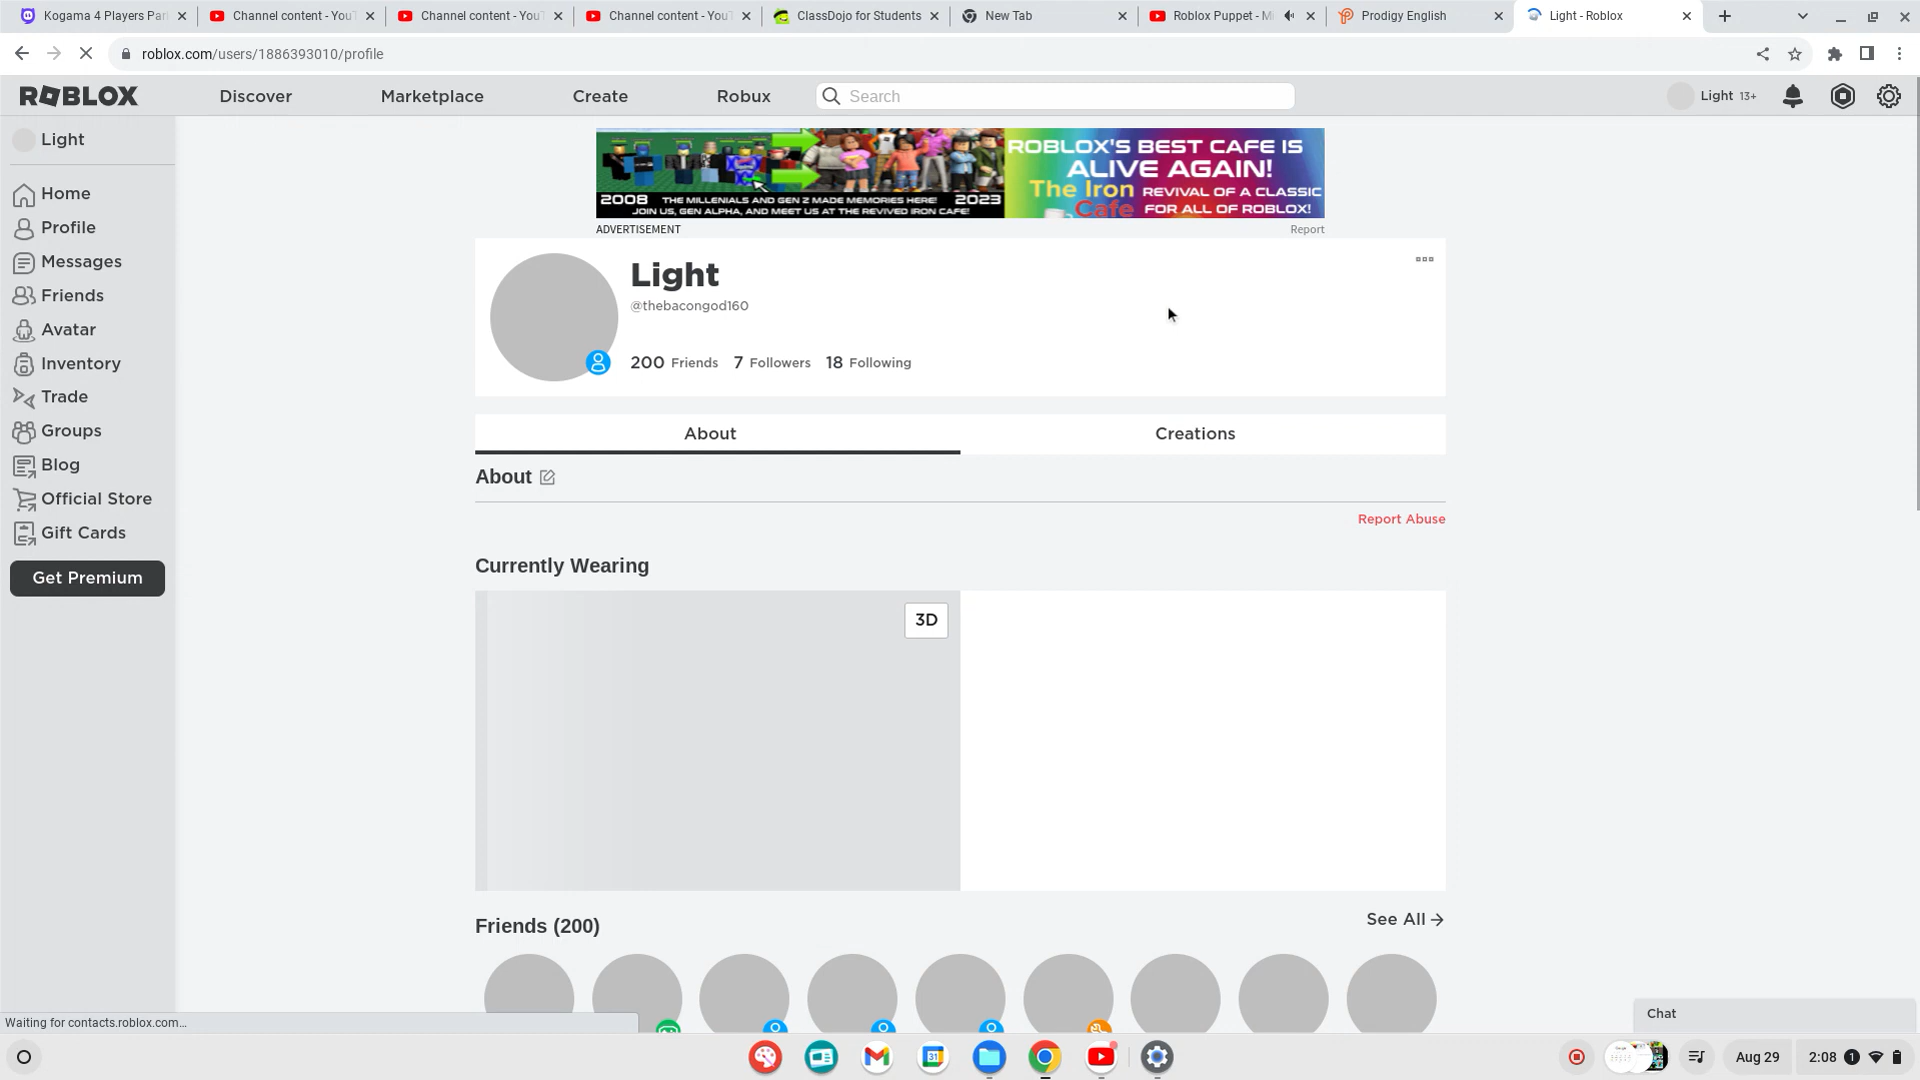 Kogama 4 Players Par
Channel content - YouT
Channel content - YouT
Channel content - YouT
ClassDojo for Students
New Tab
Roblox Puppet - M
Prodigy English
Light - Roblox
roblox.com/users/1886393010/profile
ROBLOX
Discover
Marketplace
Create
Robux
Search
Light 13+
Light
Home
Profile
Messages
Friends
Avatar
Inventory
Trade
Groups
Blog
Official Store
Gift Cards
Get Premium
2008 THE MILLENIALS AND GEN Z MADE MEMORIES HERE! 2023
JOIN US, GEN ALPHA, AND MEET US AT THE REVIVED IRON CAFE!
ROBLOX'S BEST CAFE IS
ALIVE AGAIN!
The Iron Cafe
REVIVAL OF A CLASSIC
FOR ALL OF ROBLOX!
ADVERTISEMENT
Report
Light
@thebacongod160
200 Friends 7 Followers 18 Following
About
Creations
About
Report Abuse
Currently Wearing
3D
Friends (200)
See All
Chat
Waiting for contacts.roblox.com...
31
Aug 29
2:08
1